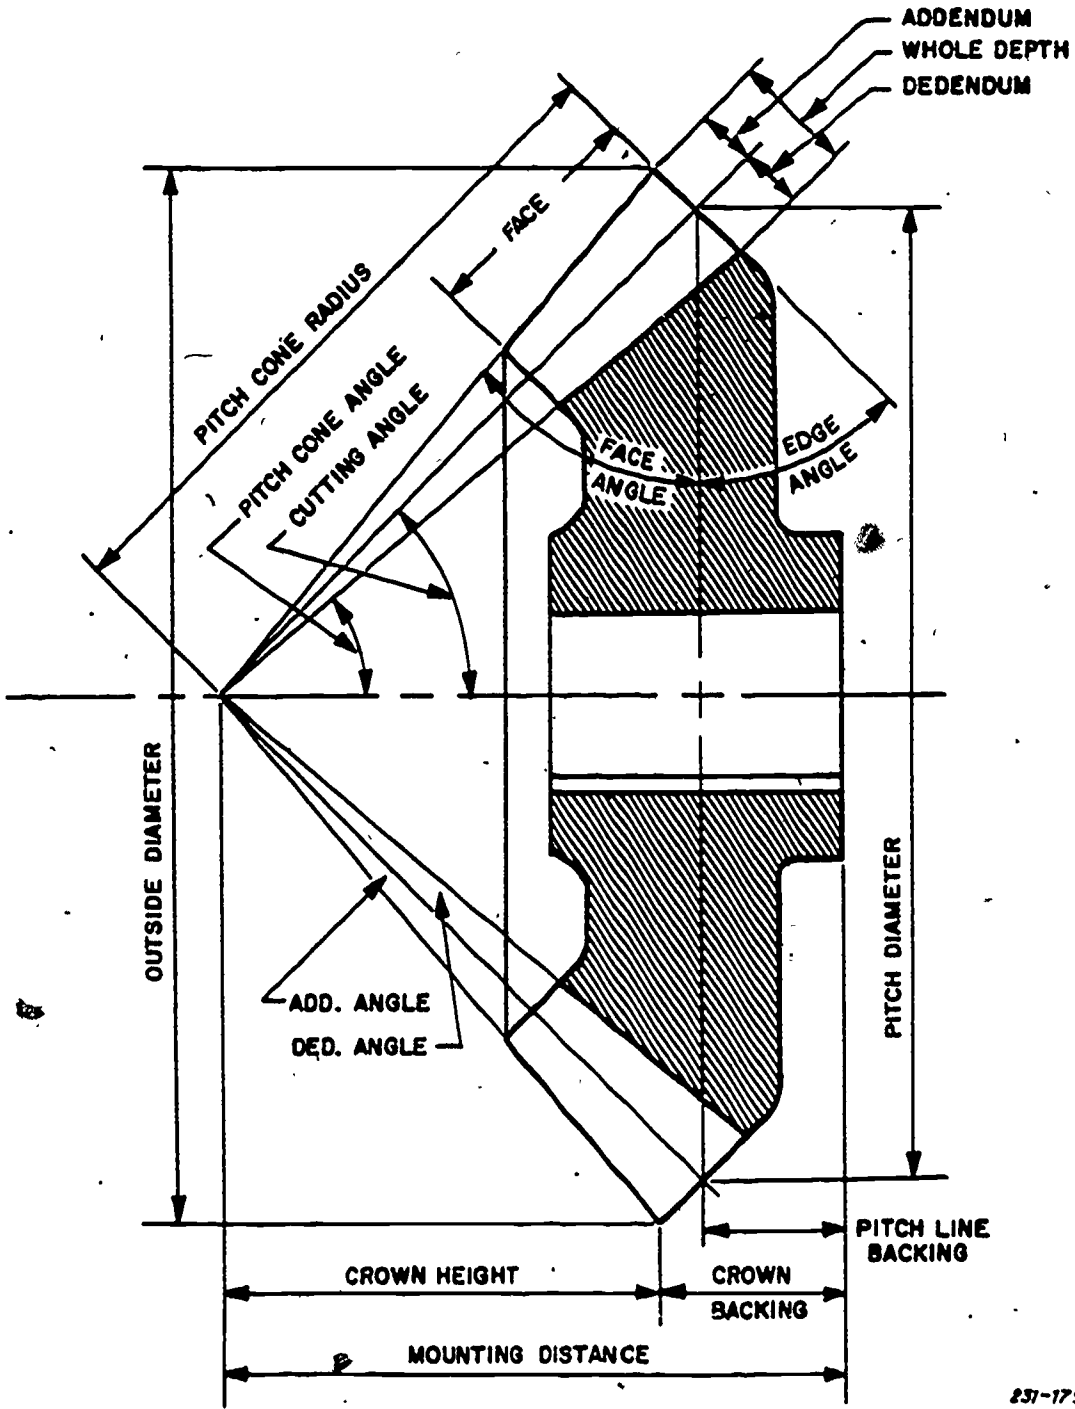 ADDENDUM
WHOLE DEPTH
DEDENDUM
FACE
PITCH CONE RADIUS
PITCH CONE ANGLE
CUTTING ANGLE
FACE
ANGLE
EDGE
ANGLE
OUTSIDE DIAMETER
PITCH DIAMETER
ADD. ANGLE
DED. ANGLE
PITCH LINE
BACKING
CROWN HEIGHT
CROWN
BACKING
MOUNTING DISTANCE